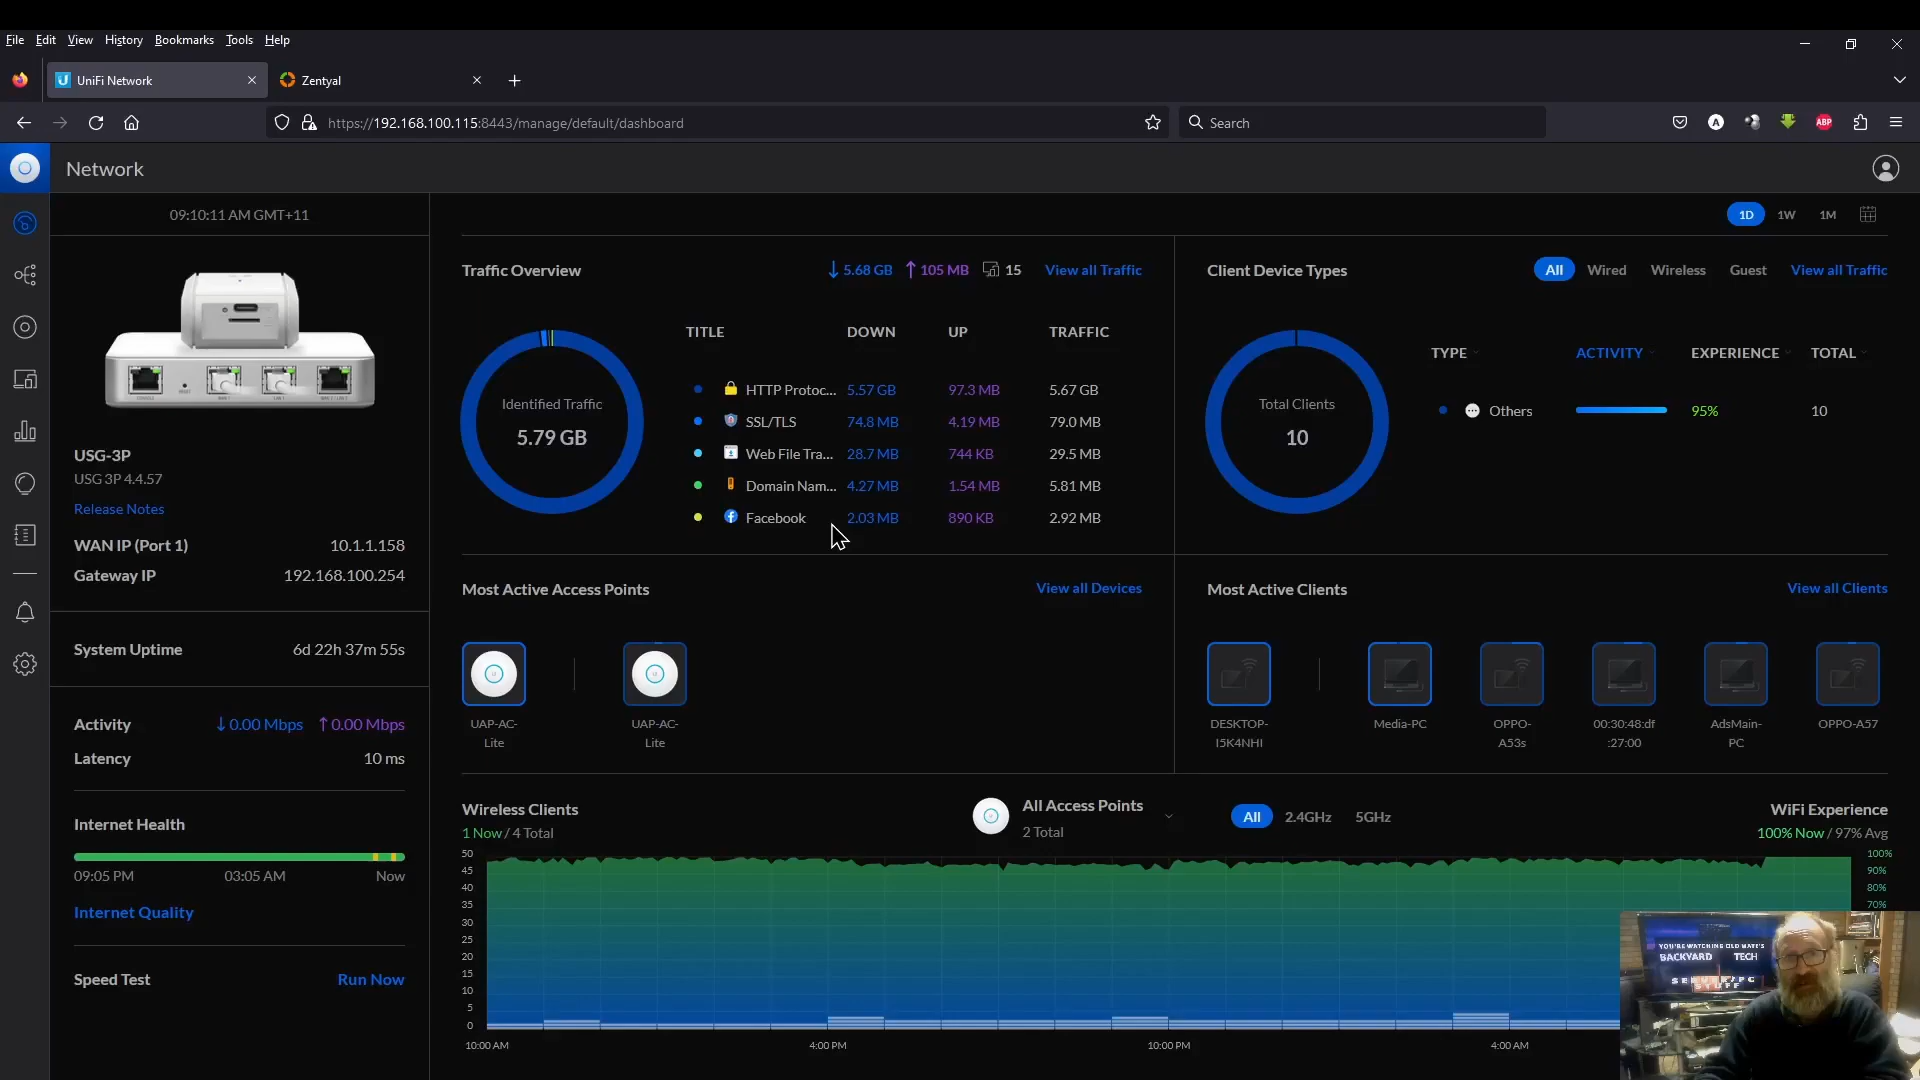 File Edit View History Bookmarks Tools Help
UniFi Network
Zentyal
https://192.168.100.115:8443/manage/default/dashboard
Search
ABP
Network
09:10:11 AM GMT+11
1D 1W 1M
USG-3P
USG 3P 4.4.57
Release Notes
WAN IP (Port 1) 10.1.1.158
Gateway IP 192.168.100.254
System Uptime 6d 22h 37m 55s
Activity ↓0.00 Mbps ↑0.00 Mbps
Latency 10 ms
Internet Health
09:05 PM 03:05 AM Now
Internet Quality
Speed Test Run Now
Traffic Overview ↓ 5.68 GB ↑ 105 MB 15 View all Traffic
Identified Traffic
5.79 GB
TITLE DOWN UP TRAFFIC
HTTP Protoc... 5.57 GB 97.3 MB 5.67 GB
SSL/TLS 74.8 MB 4.19 MB 79.0 MB
Web File Tra... 28.7 MB 744 KB 29.5 MB
Domain Nam... 4.27 MB 1.54 MB 5.81 MB
Facebook 2.03 MB 890 KB 2.92 MB
Client Device Types All Wired Wireless Guest View all Traffic
Total Clients
10
TYPE ACTIVITY EXPERIENCE TOTAL
Others 95% 10
Most Active Access Points View all Devices
UAP-AC-
Lite
UAP-AC-
Lite
Most Active Clients View all Clients
DESKTOP-
I5K4NHI
Media-PC
OPPO-
A53s
00:30:48:df
:27:00
AdsMain-
PC
OPPO-A57
Wireless Clients
1 Now / 4 Total
All Access Points
2 Total
All 2.4GHz 5GHz
WiFi Experience
100% Now / 97% Avg
50
45
40
35
30
25
20
15
10
5
0
100%
90%
80%
70%
10:00 AM 4:00 PM 10:00 PM 4:00 AM
YOU'RE WATCHING OLD MATE'S
BACKYARD TECH
SERVER/PC
STUFF